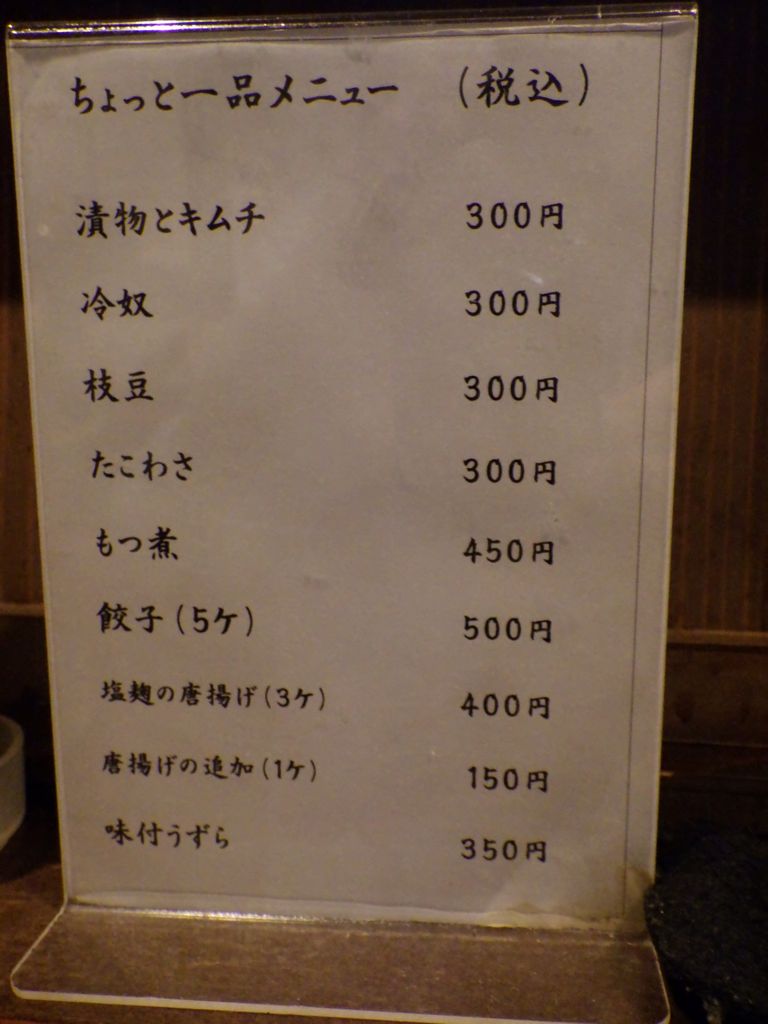 ちょっと一品メニュー (税込)
漬物とキムチ 300円
冷奴 300円
枝豆 300円
たこわさ 300円
もつ煮 450円
餃子(5ケ) 500円
塩麹の唐揚げ(3ケ) 400円
唐揚げの追加(1ケ) 150円
味付うずら 350円